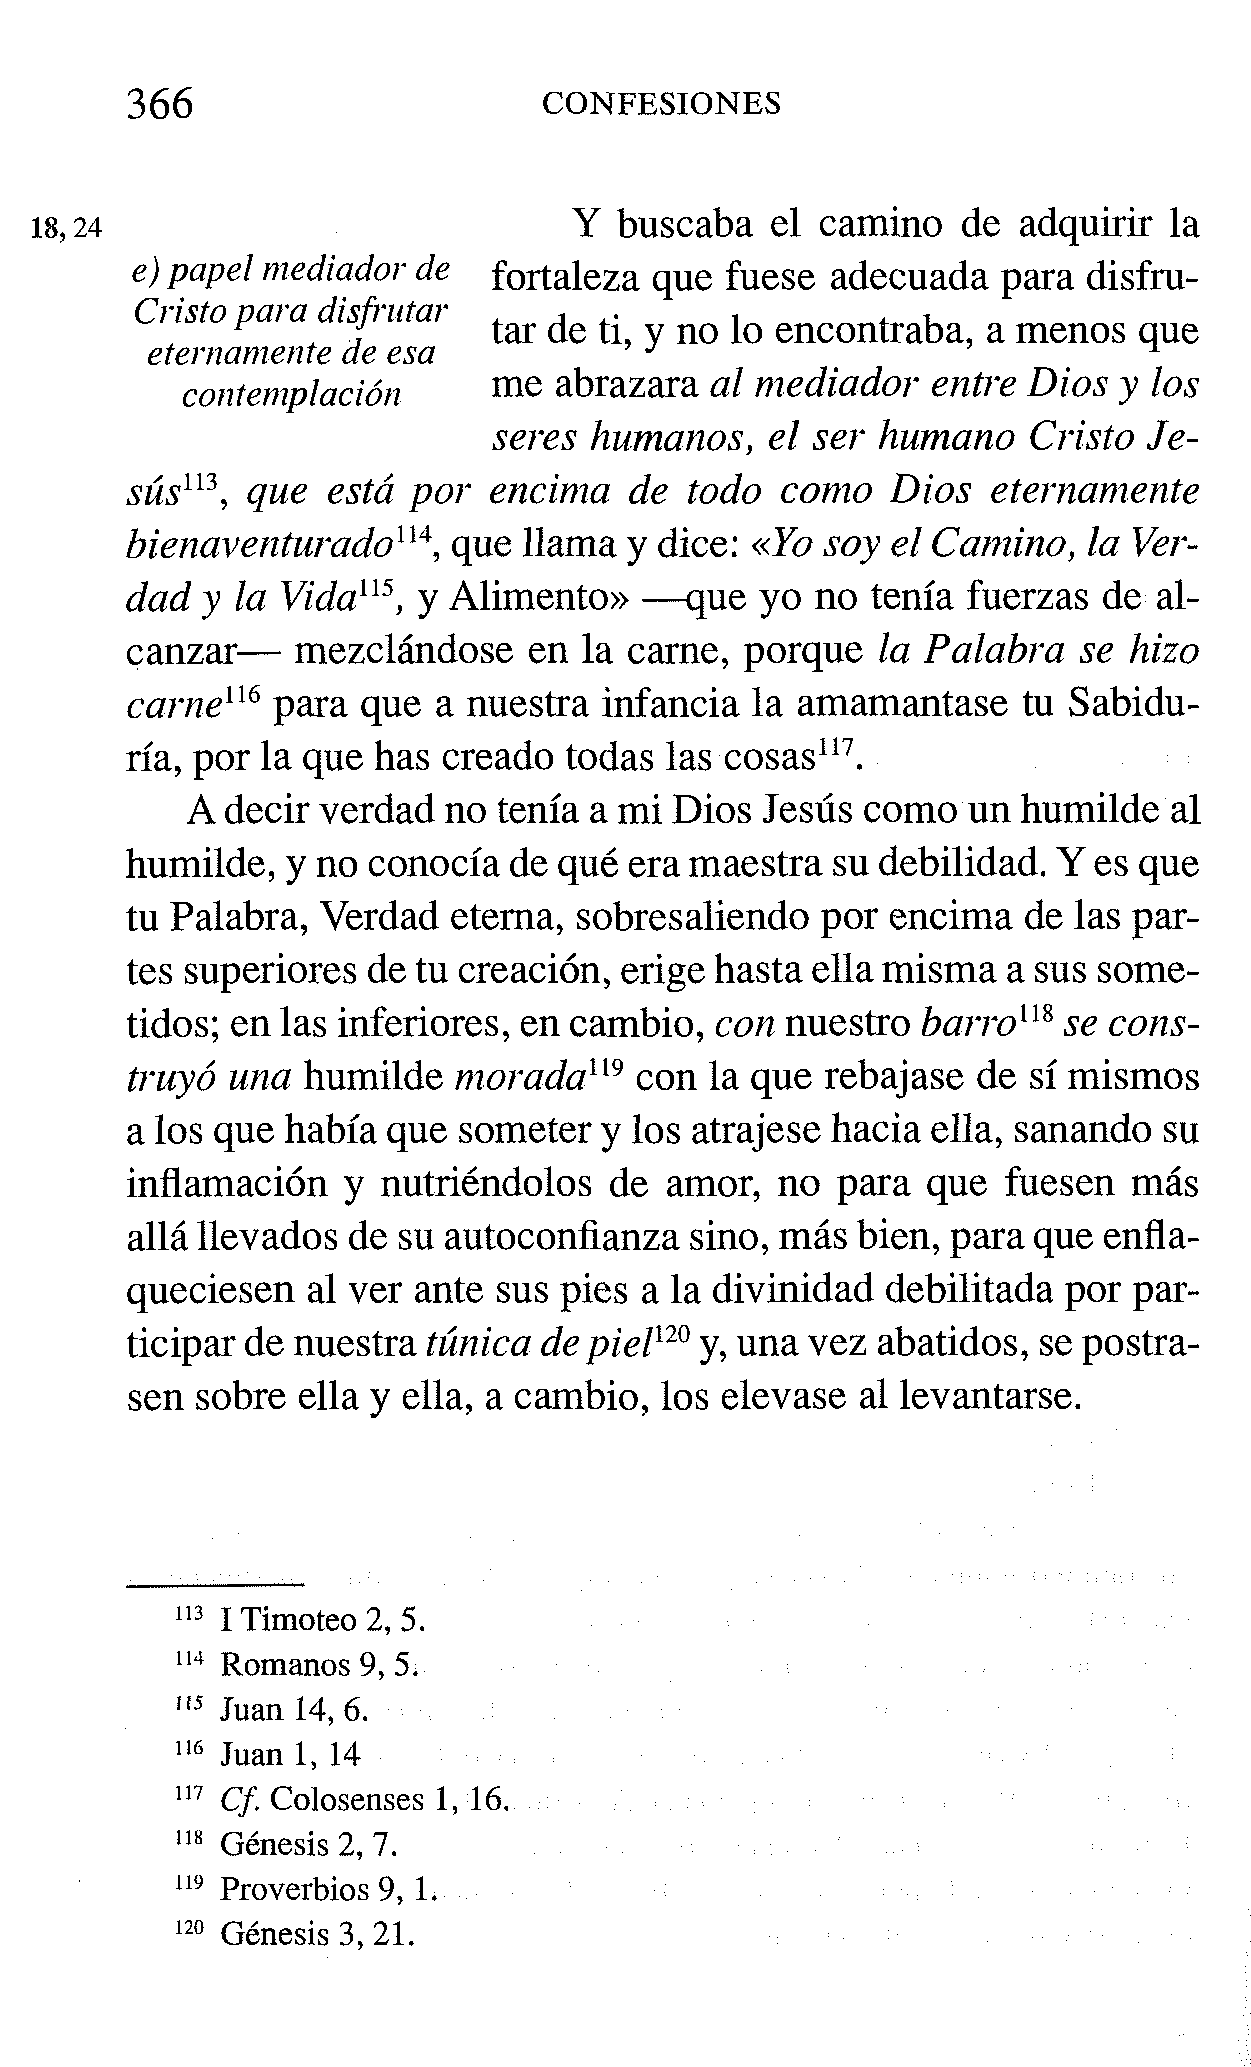 366 CONFESIONES
18, 24
e) papel mediador de
Cristo para disfrutar
eternamente de esa
contemplación
Y buscaba el camino de adquirir la
fortaleza que fuese adecuada para disfru-
tar de ti, y no lo encontraba, a menos que
me abrazara al mediador entre Dios y los
seres humanos, el ser humano Cristo Je-
sús¹¹³, que está por encima de todo como Dios eternamente
bienaventurado¹¹⁴, que llama y dice: «Yo soy el Camino, la Ver-
dad y la Vida¹¹⁵, y Alimento» —que yo no tenía fuerzas de al-
canzar— mezclándose en la carne, porque la Palabra se hizo
carne¹¹⁶ para que a nuestra infancia la amamantase tu Sabidu-
ría, por la que has creado todas las cosas¹¹⁷.
A decir verdad no tenía a mi Dios Jesús como un humilde al
humilde, y no conocía de qué era maestra su debilidad. Y es que
tu Palabra, Verdad eterna, sobresaliendo por encima de las par-
tes superiores de tu creación, erige hasta ella misma a sus some-
tidos; en las inferiores, en cambio, con nuestro barro¹¹⁸ se cons-
truyó una humilde morada¹¹⁹ con la que rebajase de sí mismos
a los que había que someter y los atrajese hacia ella, sanando su
inflamación y nutriéndolos de amor, no para que fuesen más
allá llevados de su autoconfianza sino, más bien, para que enfla-
queciesen al ver ante sus pies a la divinidad debilitada por par-
ticipar de nuestra túnica de piel¹²⁰ y, una vez abatidos, se postra-
sen sobre ella y ella, a cambio, los elevase al levantarse.
¹¹³ I Timoteo 2, 5.
¹¹⁴ Romanos 9, 5.
¹¹⁵ Juan 14, 6.
¹¹⁶ Juan 1, 14
¹¹⁷ Cf. Colosenses 1, 16.
¹¹⁸ Génesis 2, 7.
¹¹⁹ Proverbios 9, 1.
¹²⁰ Génesis 3, 21.